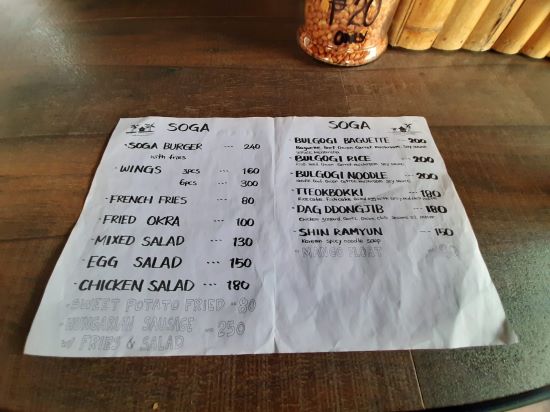 ₱20
ONLY
SOGA
• SOGA BURGER --- 240
with fries
• WINGS 3pcs --- 160
6pcs --- 300
• FRENCH FRIES --- 80
• FRIED OKRA --- 100
• MIXED SALAD --- 130
• EGG SALAD --- 150
• CHICKEN SALAD --- 180
• SWEET POTATO FRIED - 80
• HUNGARIAN SAUSAGE --- 250
w/ FRIES & SALAD
SOGA
• BULGOGI BAGUETTE --- 200
• BULGOGI RICE --- 200
• BULGOGI NOODLE --- 200
• TTEOKBOKKI --- 180
• DAG DDONGJIB --- 180
• SHIN RAMYUN --- 150
Korean spicy noodle soup
• MANGO FLOAT